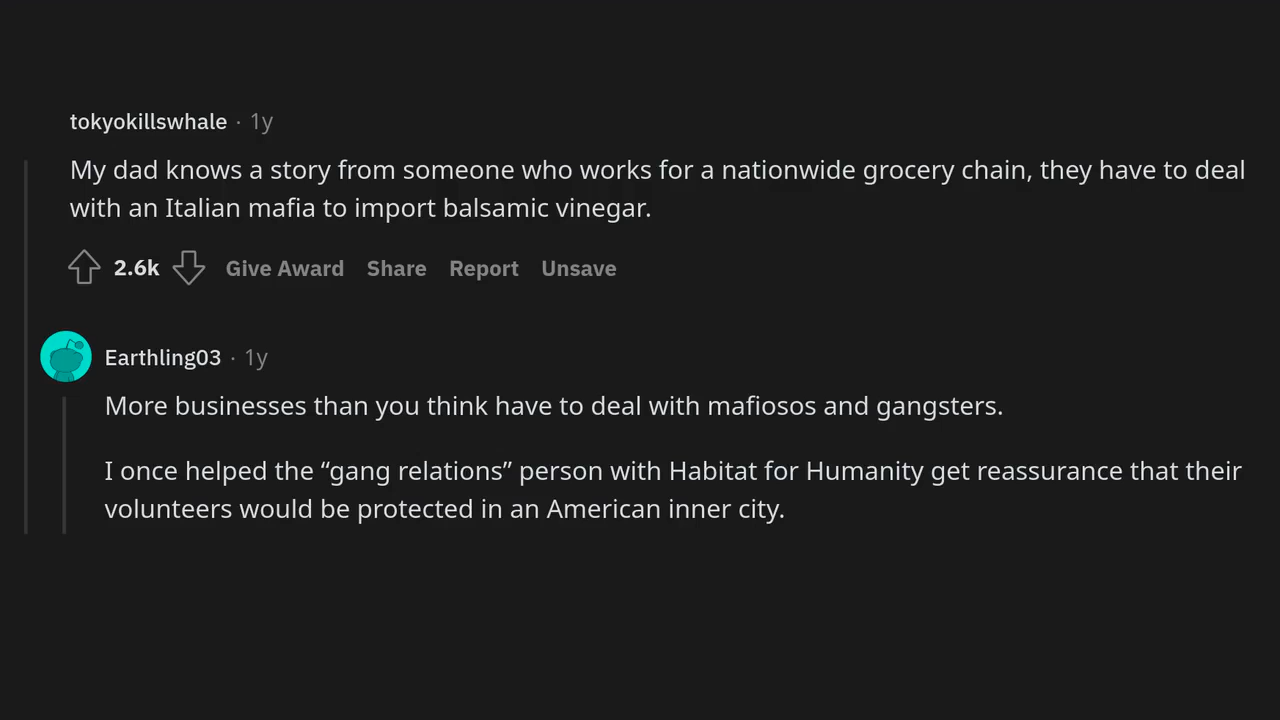 tokyokillswhale · 1y
My dad knows a story from someone who works for a nationwide grocery chain, they have to deal
with an Italian mafia to import balsamic vinegar.
2.6k Give Award Share Report Unsave
Earthling03 · 1y
More businesses than you think have to deal with mafiosos and gangsters.
I once helped the “gang relations” person with Habitat for Humanity get reassurance that their
volunteers would be protected in an American inner city.